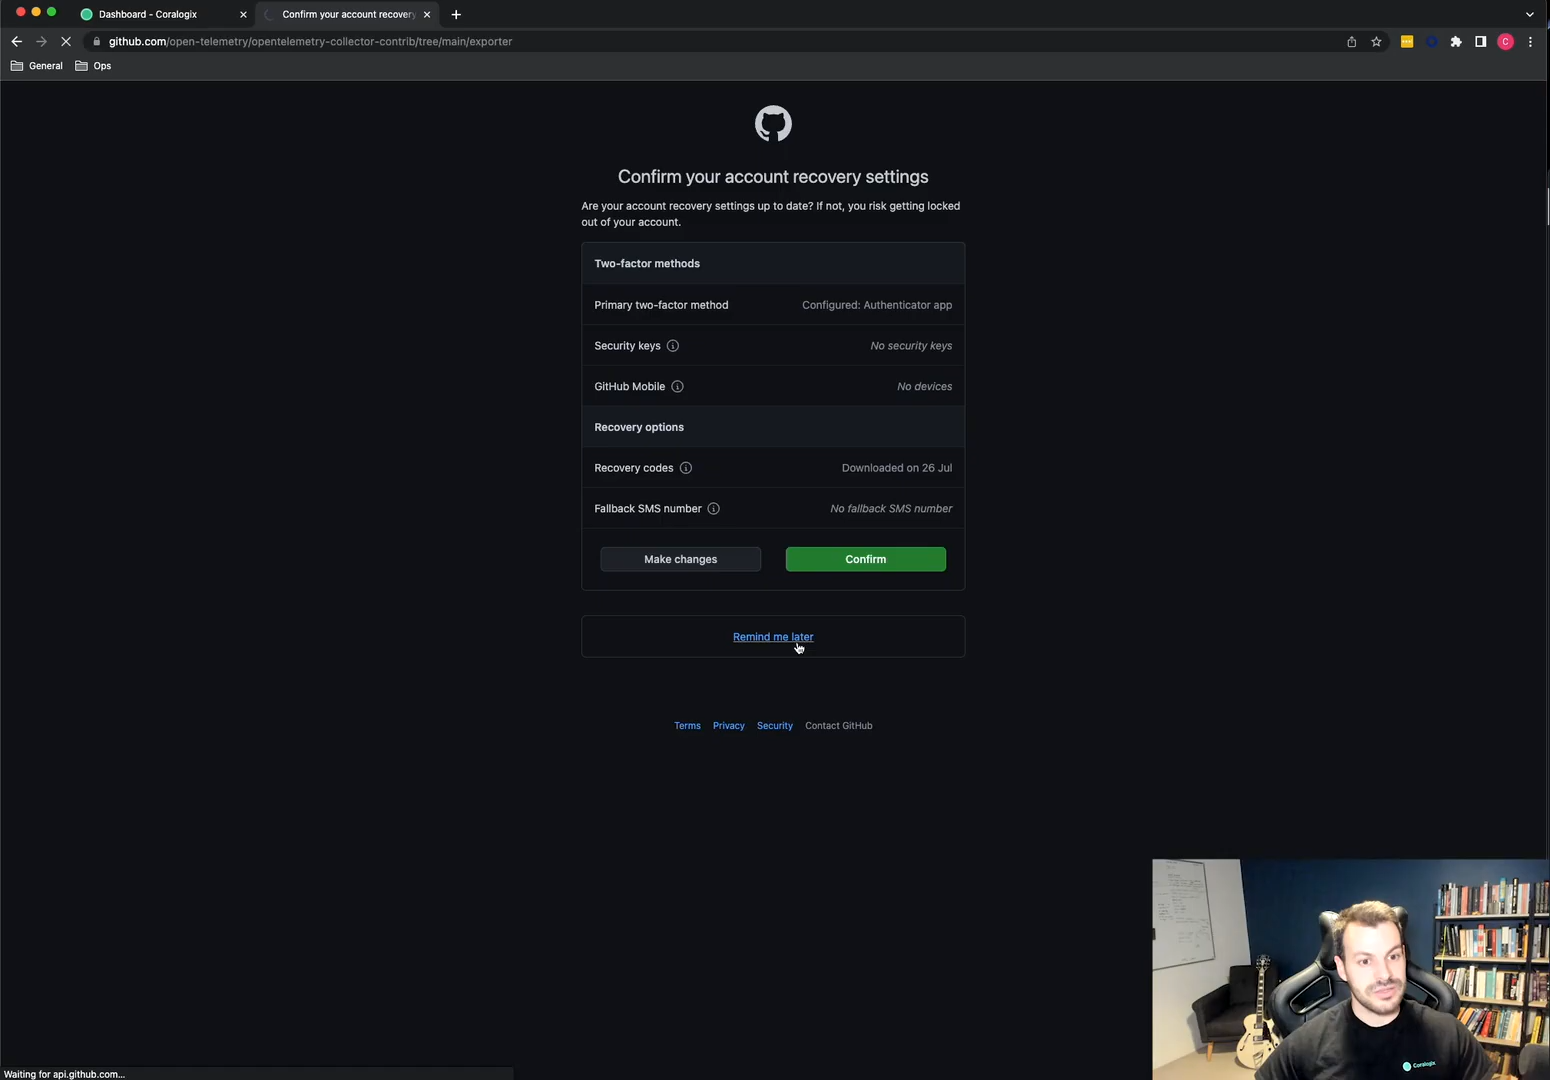 Dashboard - Coralogix
Confirm your account recovery
github.com/open-telemetry/opentelemetry-collector-contrib/tree/main/exporter
C
General
Ops
Confirm your account recovery settings
Are your account recovery settings up to date? If not, you risk getting locked
out of your account.
Two-factor methods
Primary two-factor method Configured: Authenticator app
Security keys No security keys
GitHub Mobile No devices
Recovery options
Recovery codes Downloaded on 26 Jul
Fallback SMS number No fallback SMS number
Make changes Confirm
Remind me later
Terms Privacy Security Contact GitHub
Coralogix
Waiting for api.github.com...